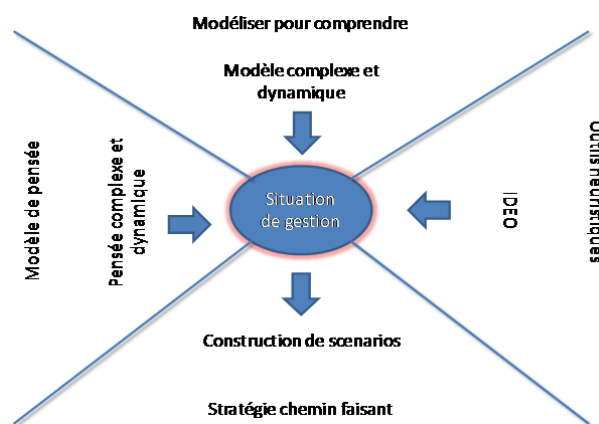 Modéliser pour comprendre
Modèle complexe et
dynamique
Modèle de pensée
Pensée complexe et
dynamique
Situation
de gestion
IDEO
Outils heuristiques
Construction de scenarios
Stratégie chemin faisant